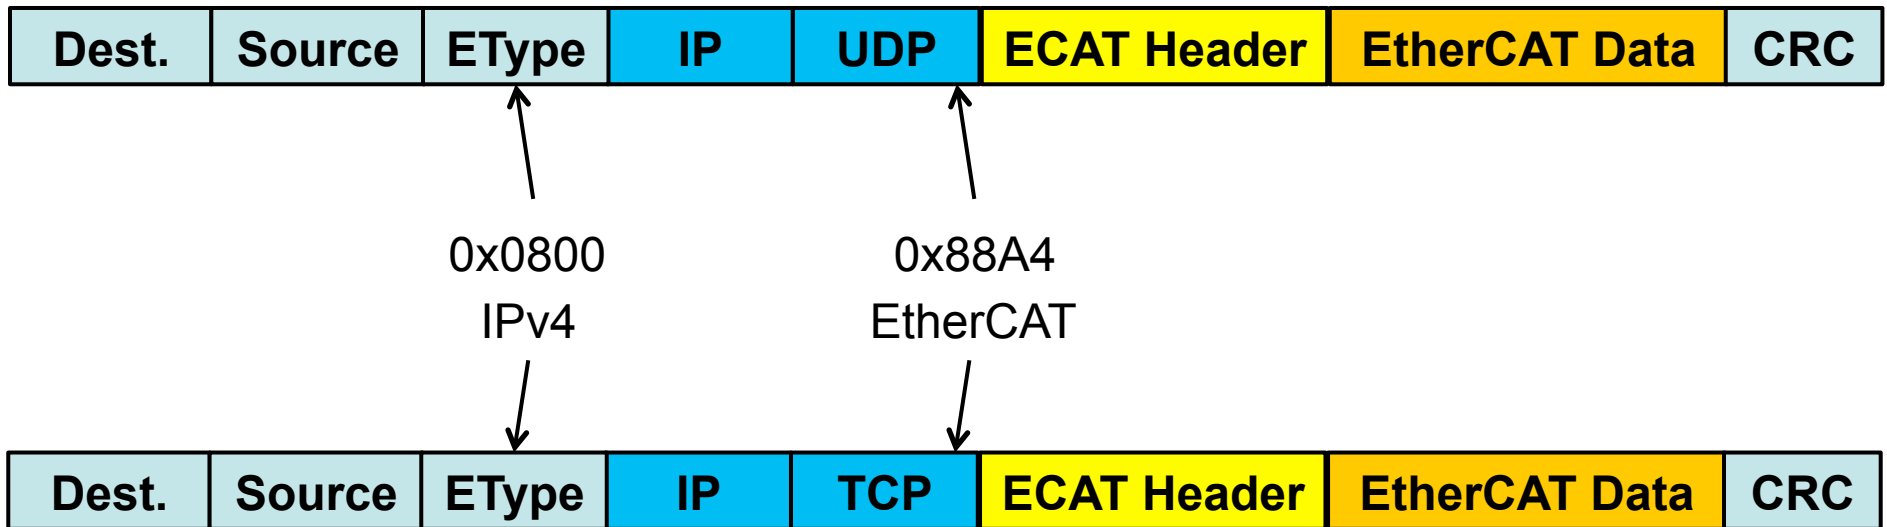 Dest. Source EType IP UDP ECAT Header EtherCAT Data CRC
0x0800 0x88A4
IPv4 EtherCAT
Dest. Source EType IP TCP ECAT Header EtherCAT Data CRC